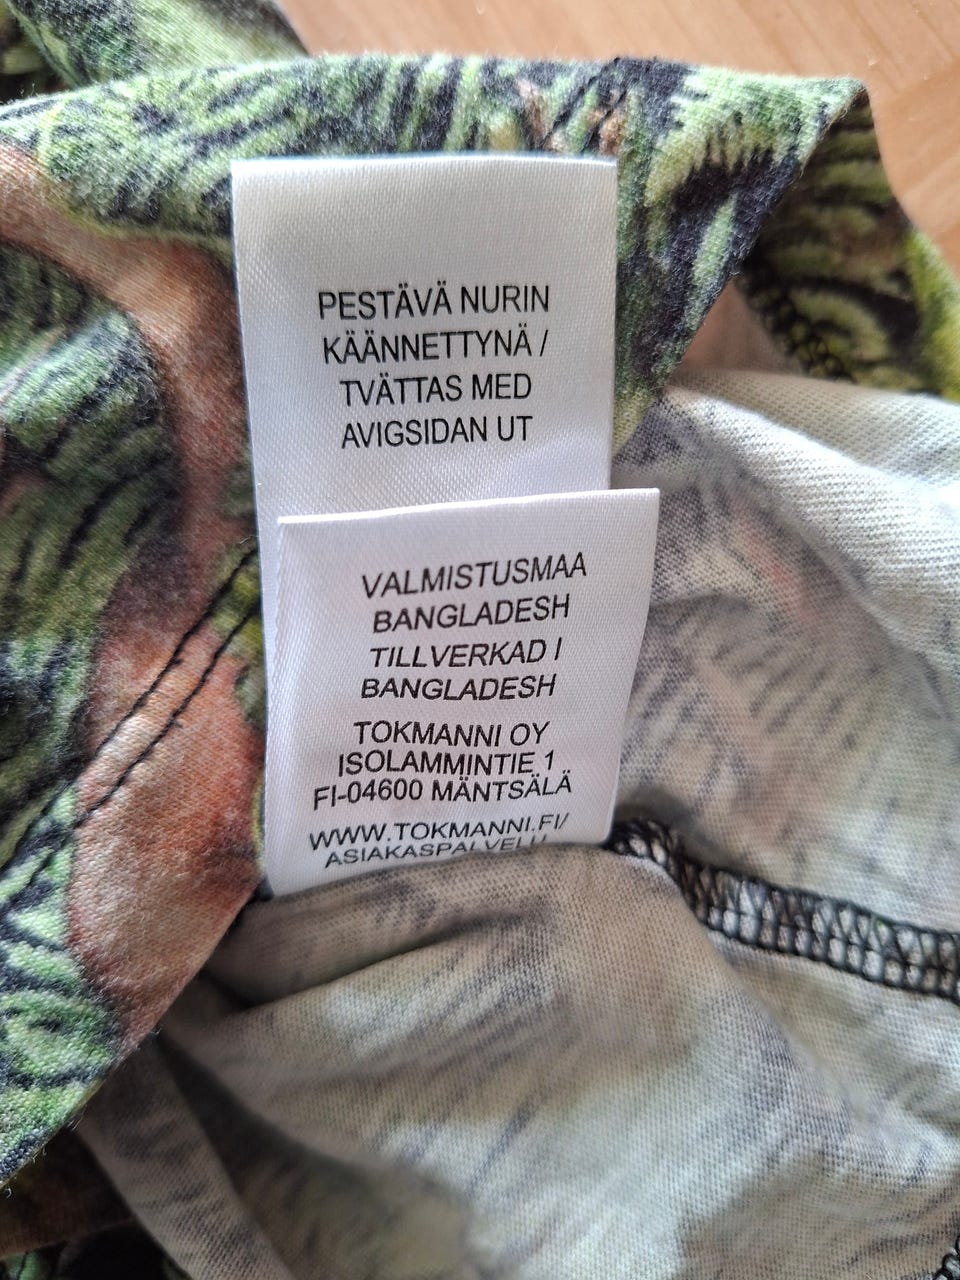 PESTÄVÄ NURIN
KÄÄNNETTYNÄ /
TVÄTTAS MED
AVIGSIDAN UT
VALMISTUSMAA
BANGLADESH
TILLVERKAD I
BANGLADESH
TOKMANNI OY
ISOLAMMINTIE 1
FI-04600 MÄNTSÄLÄ
WWW.TOKMANNI.FI/
ASIAKASPALVELU